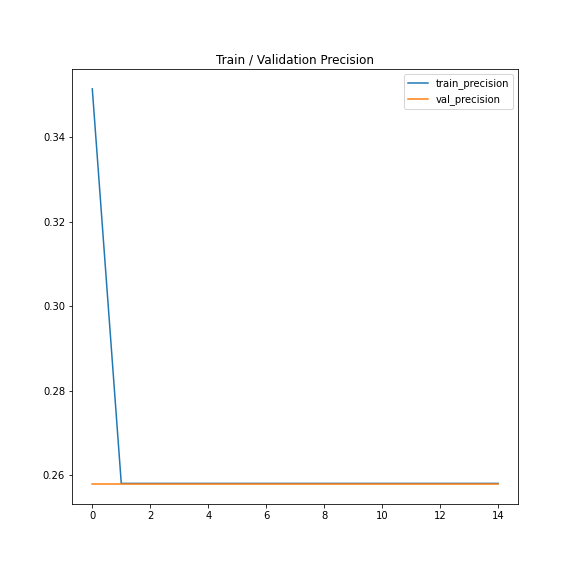 Train / Validation Precision
train_precision
val_precision
0.34
0.32
0.30
0.28
0.26
0 2 4 6 8 10 12 14